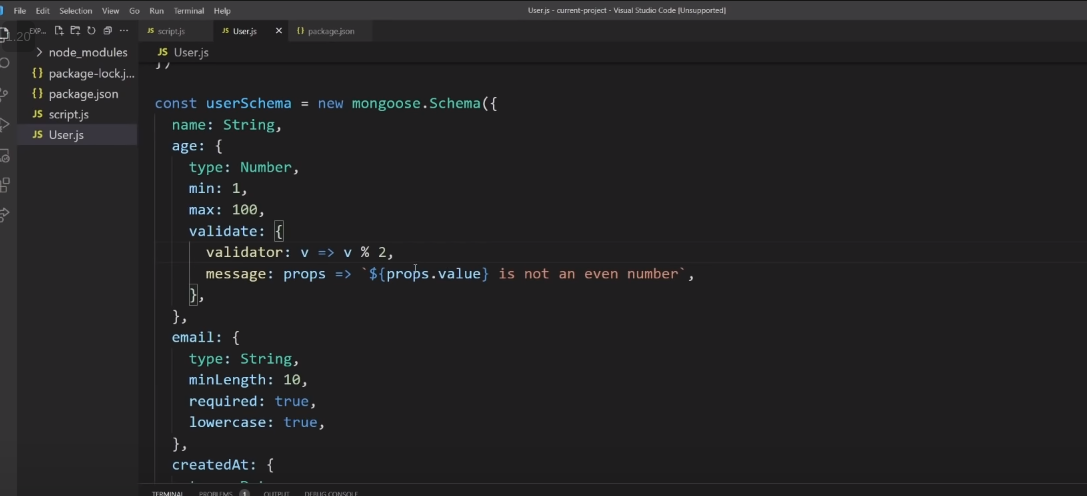 File Edit Selection View Go Run Terminal Help
User.js - current-project - Visual Studio Code [Unsupported]
1.20
EXP...
JS script.js
JS User.js
{} package.json
node_modules
{} package-lock.j...
{} package.json
JS script.js
JS User.js
JS User.js
})
const userSchema = new mongoose.Schema({
name: String,
age: {
type: Number,
min: 1,
max: 100,
validate: {
validator: v => v % 2,
message: props => `${props.value} is not an even number`,
},
},
email: {
type: String,
minLength: 10,
required: true,
lowercase: true,
},
createdAt: {
TERMINAL PROBLEMS 1 OUTPUT DEBUG CONSOLE